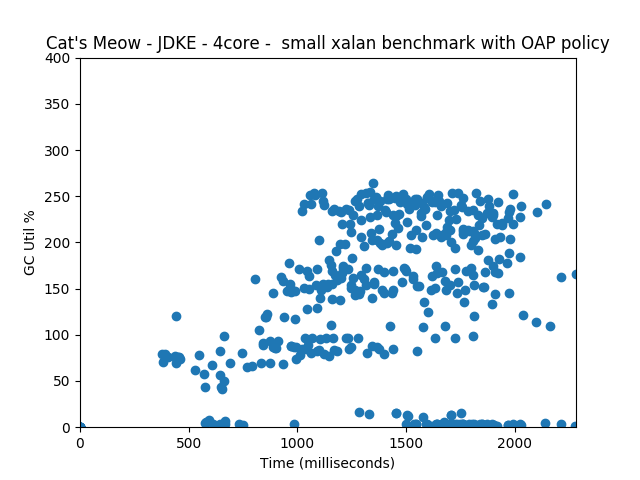 Cat's Meow - JDKE - 4core -  small xalan benchmark with OAP policy
400
350
300
250
200
150
100
50
0
GC Util %
0 500 1000 1500 2000
Time (milliseconds)